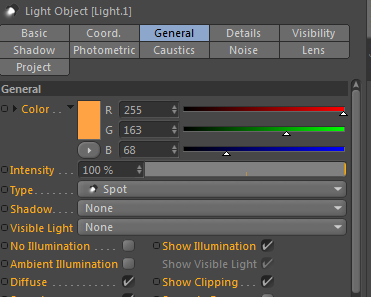 Light Object [Light.1]
Basic Coord. General Details Visibility
Shadow Photometric Caustics Noise Lens
Project
General
Color . . R 255
G 163
B 68
Intensity . . . . 100 %
Type . . . . . . . . Spot
Shadow. . . . . . None
Visible Light None
No Illumination . . . . Show Illumination
Ambient Illumination Show Visible Light
Diffuse . . . . . . . . . . . Show Clipping . . .